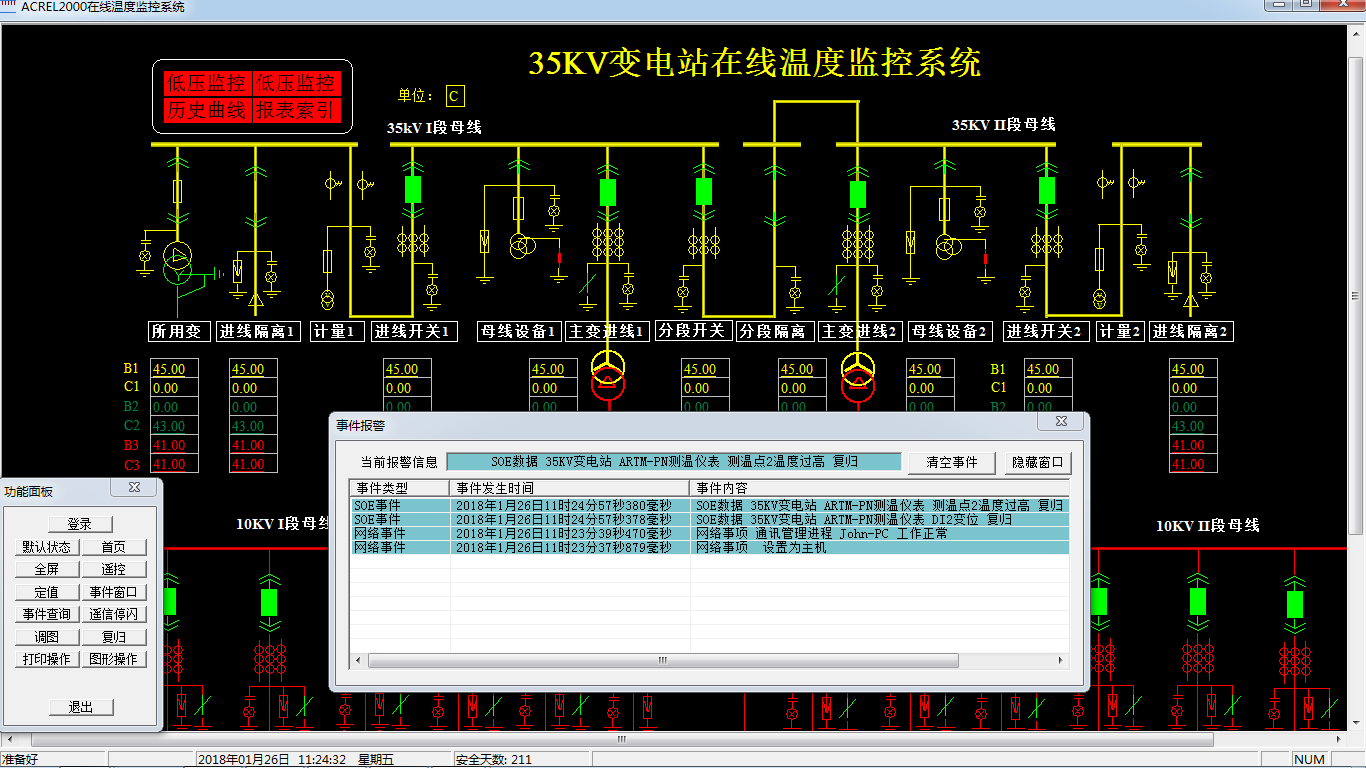 ACREL2000在线温度监控系统
35KV变电站在线温度监控系统
低压监控 低压监控
历史曲线 报表索引
单位： C
35kV I段母线
35KV II段母线
所用变 进线隔离1 计量1 进线开关1 母线设备1 主变进线1 分段开关 分段隔离 主变进线2 母线设备2 进线开关2 计量2 进线隔离2
B1 45.00 45.00 45.00 45.00 45.00 45.00 45.00 B1 45.00 45.00
C1 0.00 0.00 0.00 0.00 0.00 0.00 0.00 C1 0.00 0.00
B2 0.00 0.00 0.00 0.00 0.00 0.00 0.00 B2 0.00 0.00
C2 43.00 43.00 43.00
B3 41.00 41.00 41.00
C3 41.00 41.00 41.00
事件报警
当前报警信息 SOE数据 35KV变电站 ARTM-PN测温仪表 测温点2温度过高 复归 清空事件 隐藏窗口
事件类型 事件发生时间 事件内容
SOE事件 2018年1月26日11时24分57秒380毫秒 SOE数据 35KV变电站 ARTM-PN测温仪表 测温点2温度过高 复归
SOE事件 2018年1月26日11时24分57秒378毫秒 SOE数据 35KV变电站 ARTM-PN测温仪表 DI2变位 复归
网络事件 2018年1月26日11时23分39秒470毫秒 网络事项 通讯管理进程 John-PC 工作正常
网络事件 2018年1月26日11时23分37秒879毫秒 网络事项 设置为主机
10KV I段母线
10KV II段母线
功能面板
登录
默认状态 首页
全屏 遥控
定值 事件窗口
事件查询 遥信停闪
调图 复归
打印操作 图形操作
退出
准备好 2018年01月26日 11:24:32 星期五 安全天数: 211 NUM